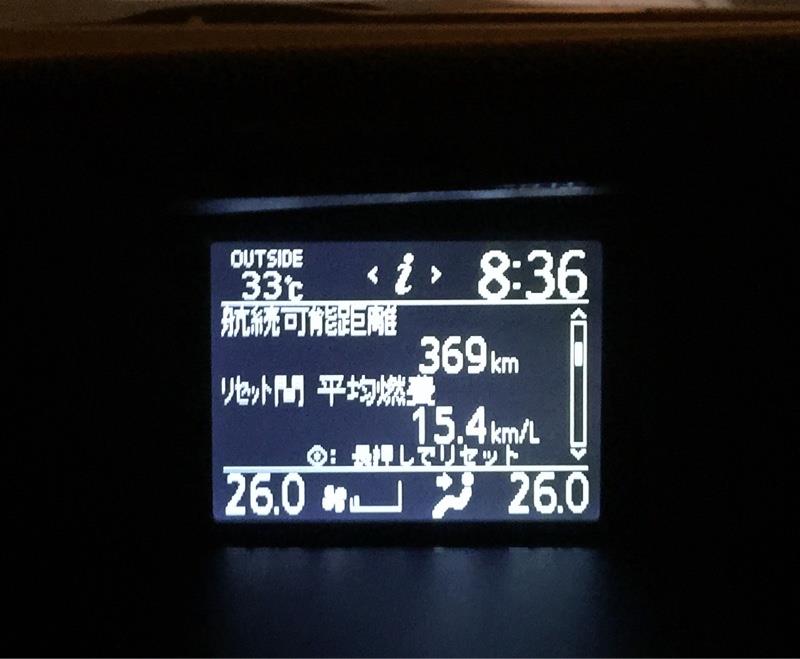 OUTSIDE
33℃
< i > 8:36
航続可能距離
369km
リセット間 平均燃費
15.4km/L
◎: 長押しでリセット
26.0 26.0